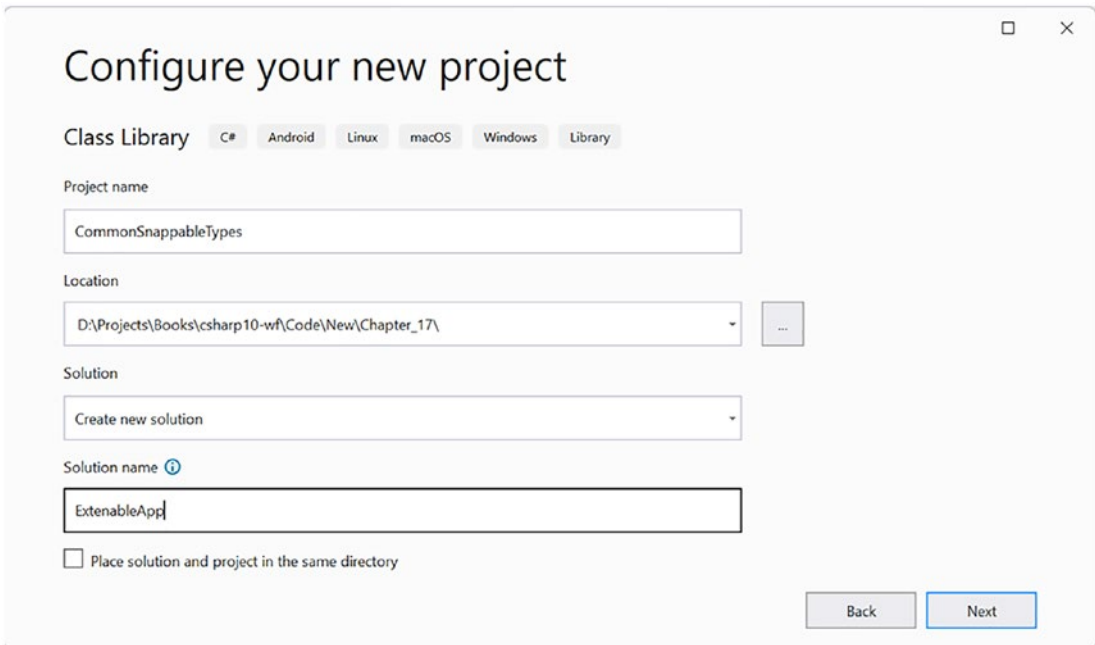 Configure your new project
Class Library C# Android Linux macOS Windows Library
Project name
CommonSnappableTypes
Location
D:\Projects\Books\csharp10-wf\Code\New\Chapter_17\
...
Solution
Create new solution
Solution name
ExtenableApp
Place solution and project in the same directory
Back Next